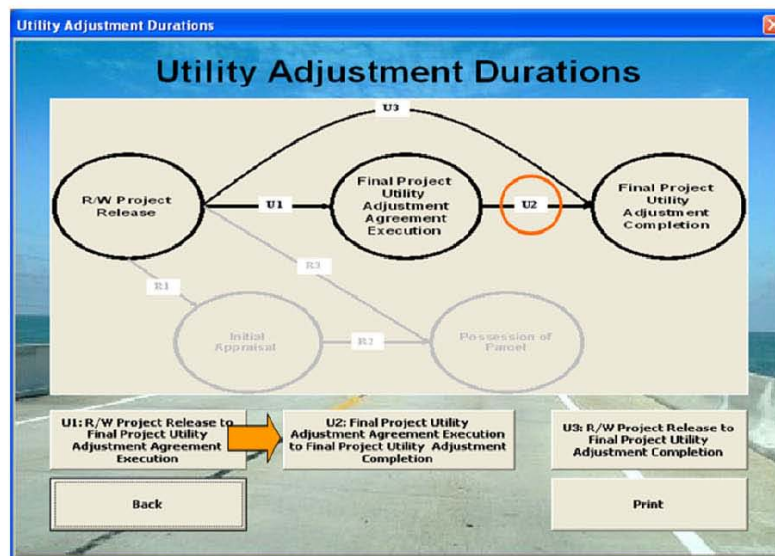 Utility Adjustment Durations
Utility Adjustment Durations
U3
R/W Project
Release
U1
Final Project
Utility
Adjustment
Agreement
Execution
U2
Final Project
Utility
Adjustment
Completion
R3
R1
Initial
Appraisal
R2
Possession of
Parcel
U1: R/W Project Release to
Final Project Utility
Adjustment Agreement
Execution
U2: Final Project Utility
Adjustment Agreement Execution
to Final Project Utility Adjustment
Completion
U3: R/W Project Release to
Final Project Utility
Adjustment Completion
Back
Print